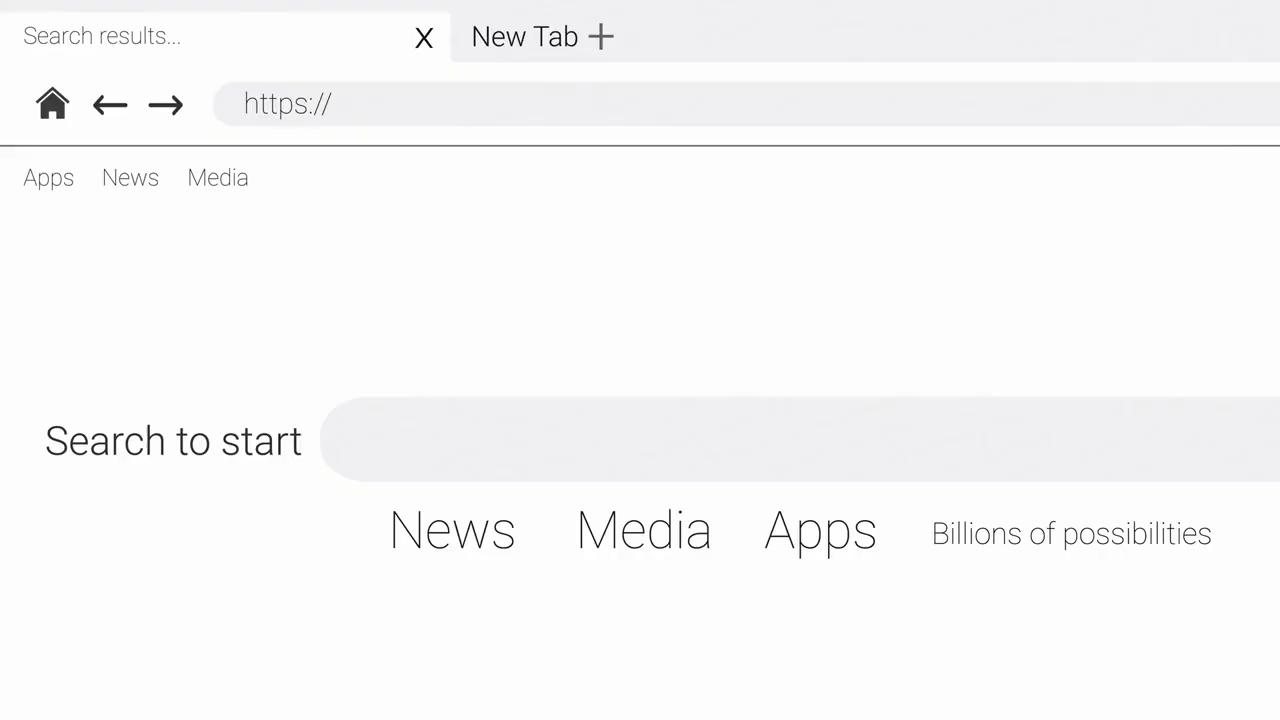 Search results... X New Tab +
https://
Apps News Media
Search to start
News Media Apps Billions of possibilities